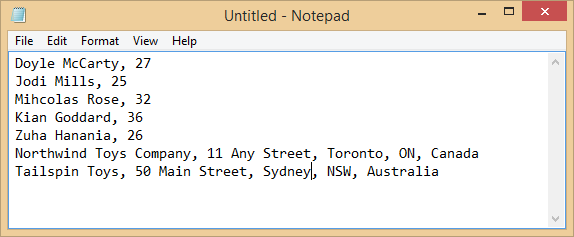 Untitled - Notepad
File Edit Format View Help
Doyle McCarty, 27
Jodi Mills, 25
Mihcolas Rose, 32
Kian Goddard, 36
Zuha Hanania, 26
Northwind Toys Company, 11 Any Street, Toronto, ON, Canada
Tailspin Toys, 50 Main Street, Sydney, NSW, Australia